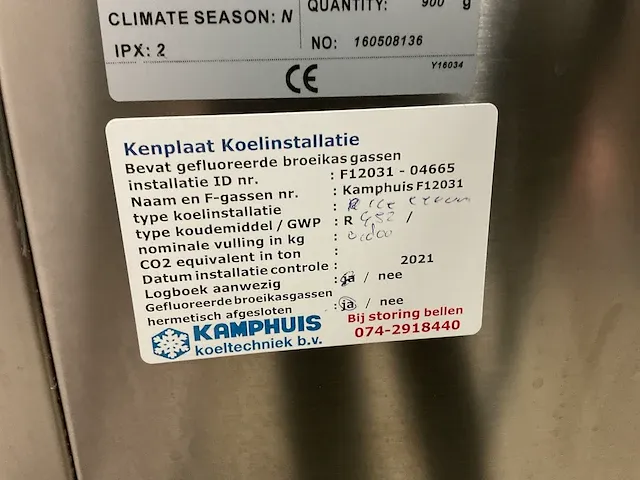 CLIMATE SEASON: N
QUANTITY: 900 g
IPX: 2
NO: 160508136
CE
Y16034
Kenplaat Koelinstallatie
Bevat gefluoreerde broeikasgassen
installatie ID nr. : F12031 - 04665
Naam en F-gassen nr. : Kamphuis F12031
type koelinstallatie :
type koudemiddel / GWP : R 452 /
nominale vulling in kg :
CO2 equivalent in ton :
Datum installatie controle : 2021
Logboek aanwezig : ja / nee
Gefluoreerde broeikasgassen
hermetisch afgesloten : ja / nee
KAMPHUIS
koeltechniek b.v.
Bij storing bellen
074-2918440